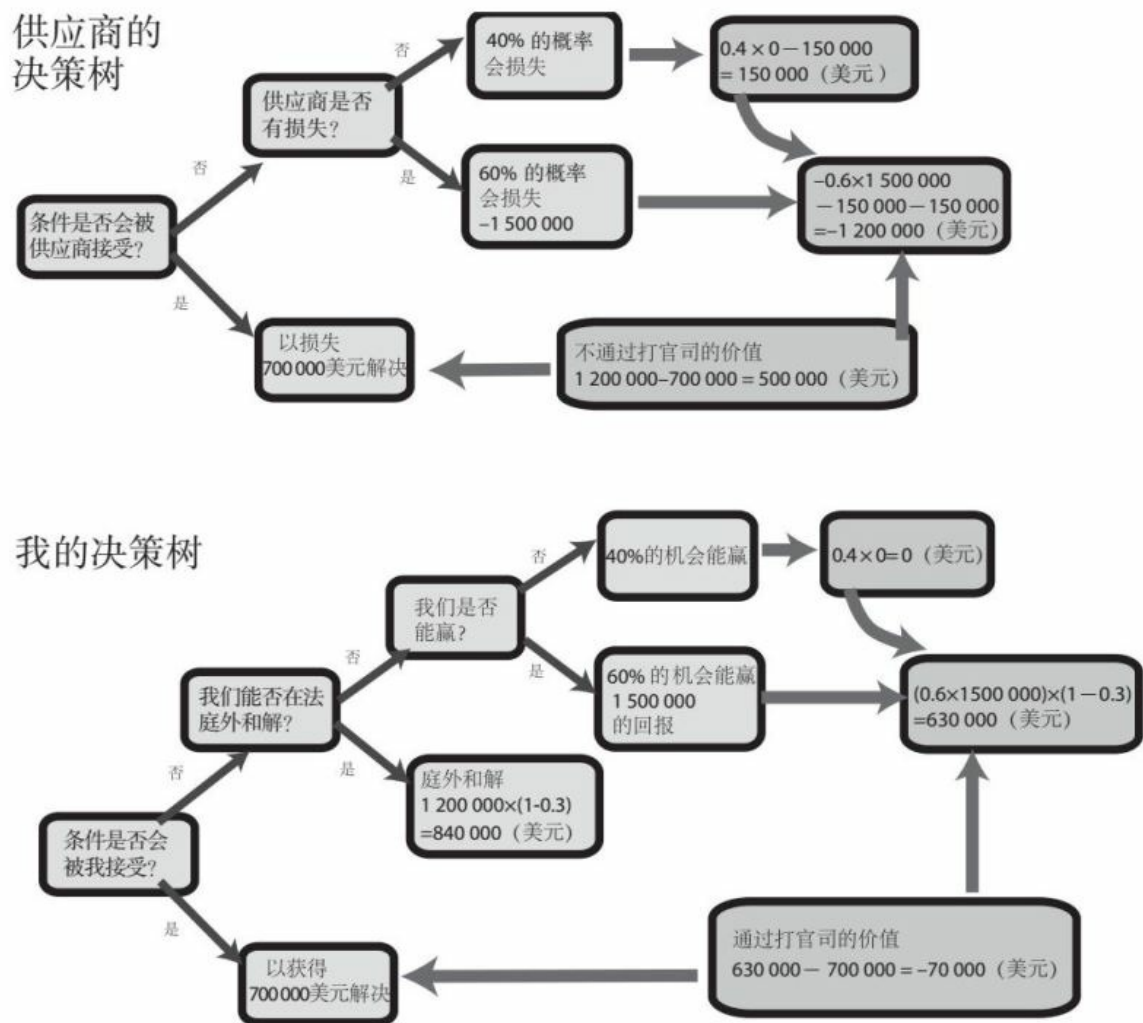 供应商的
决策树
否
40% 的概率
会损失
0.4 × 0－150 000
= 150 000（美元）
供应商是否
有损失?
否
是
60% 的概率
会损失
–1 500 000
–0.6×1 500 000
－150 000－150 000
=–1 200 000（美元）
条件是否会被
供应商接受?
是
以损失
700 000美元解决
不通过打官司的价值
1 200 000–700 000 = 500 000（美元）
我的决策树
否
40%的机会能赢
0.4 × 0= 0（美元）
我们是否
能赢?
否
是
60% 的机会能赢
1 500 000
的回报
(0.6×1500 000)×(1－0.3)
=630 000（美元）
我们能否在法
庭外和解?
否
是
庭外和解
1 200 000×(1-0.3)
=840 000（美元）
条件是否会
被我接受?
是
以获得
700 000美元解决
通过打官司的价值
630 000－ 700 000 = –70 000（美元）